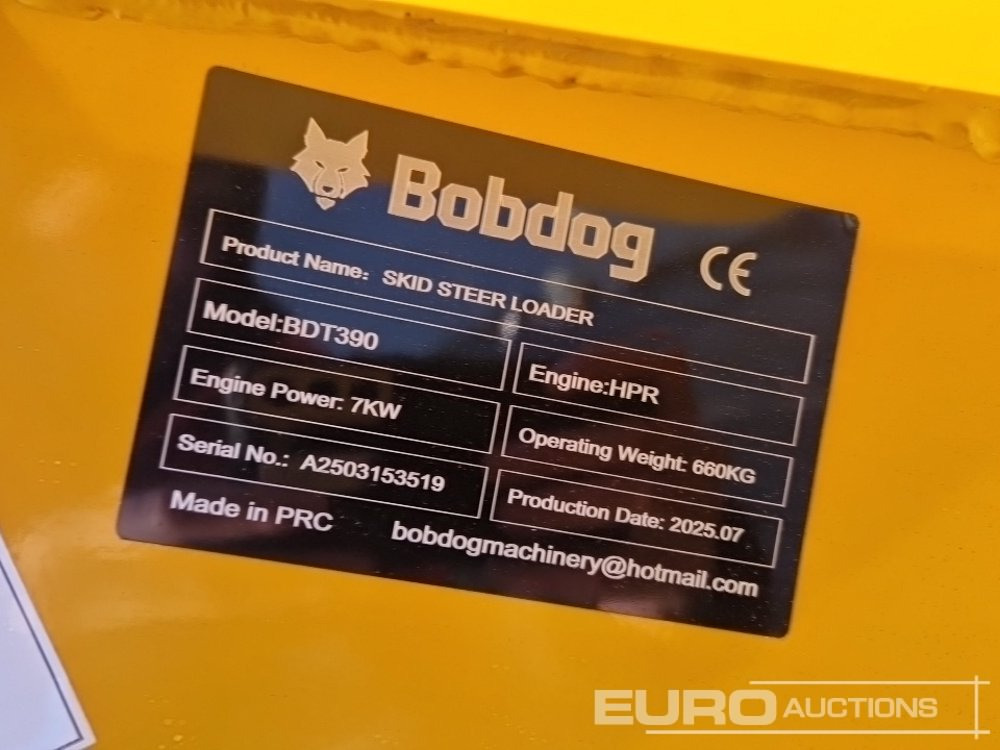 Bobdog
CE
Product Name: SKID STEER LOADER
Model:BDT390
Engine:HPR
Engine Power: 7KW
Operating Weight: 660KG
Serial No.: A2503153519
Production Date: 2025.07
Made in PRC
bobdogmachinery@hotmail.com
EURO AUCTIONS